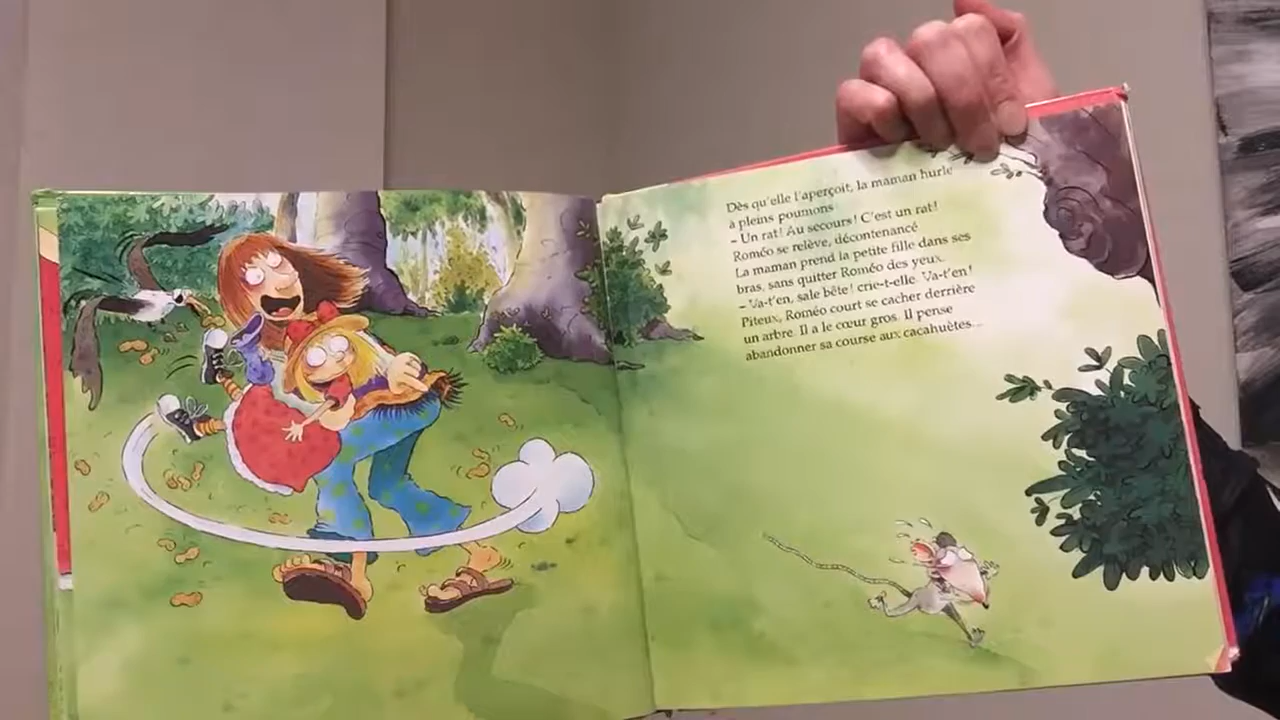 Dès qu'elle l'aperçoit, la maman hurle
à pleins poumons
– Un rat! Au secours! C'est un rat!
Roméo se relève, décontenancé
La maman prend la petite fille dans ses
bras, sans quitter Roméo des yeux.
– Va-t'en, sale bête! crie-t-elle. Va-t'en!
Piteux, Roméo court se cacher derrière
un arbre. Il a le cœur gros. Il pense
abandonner sa course aux cacahuètes...